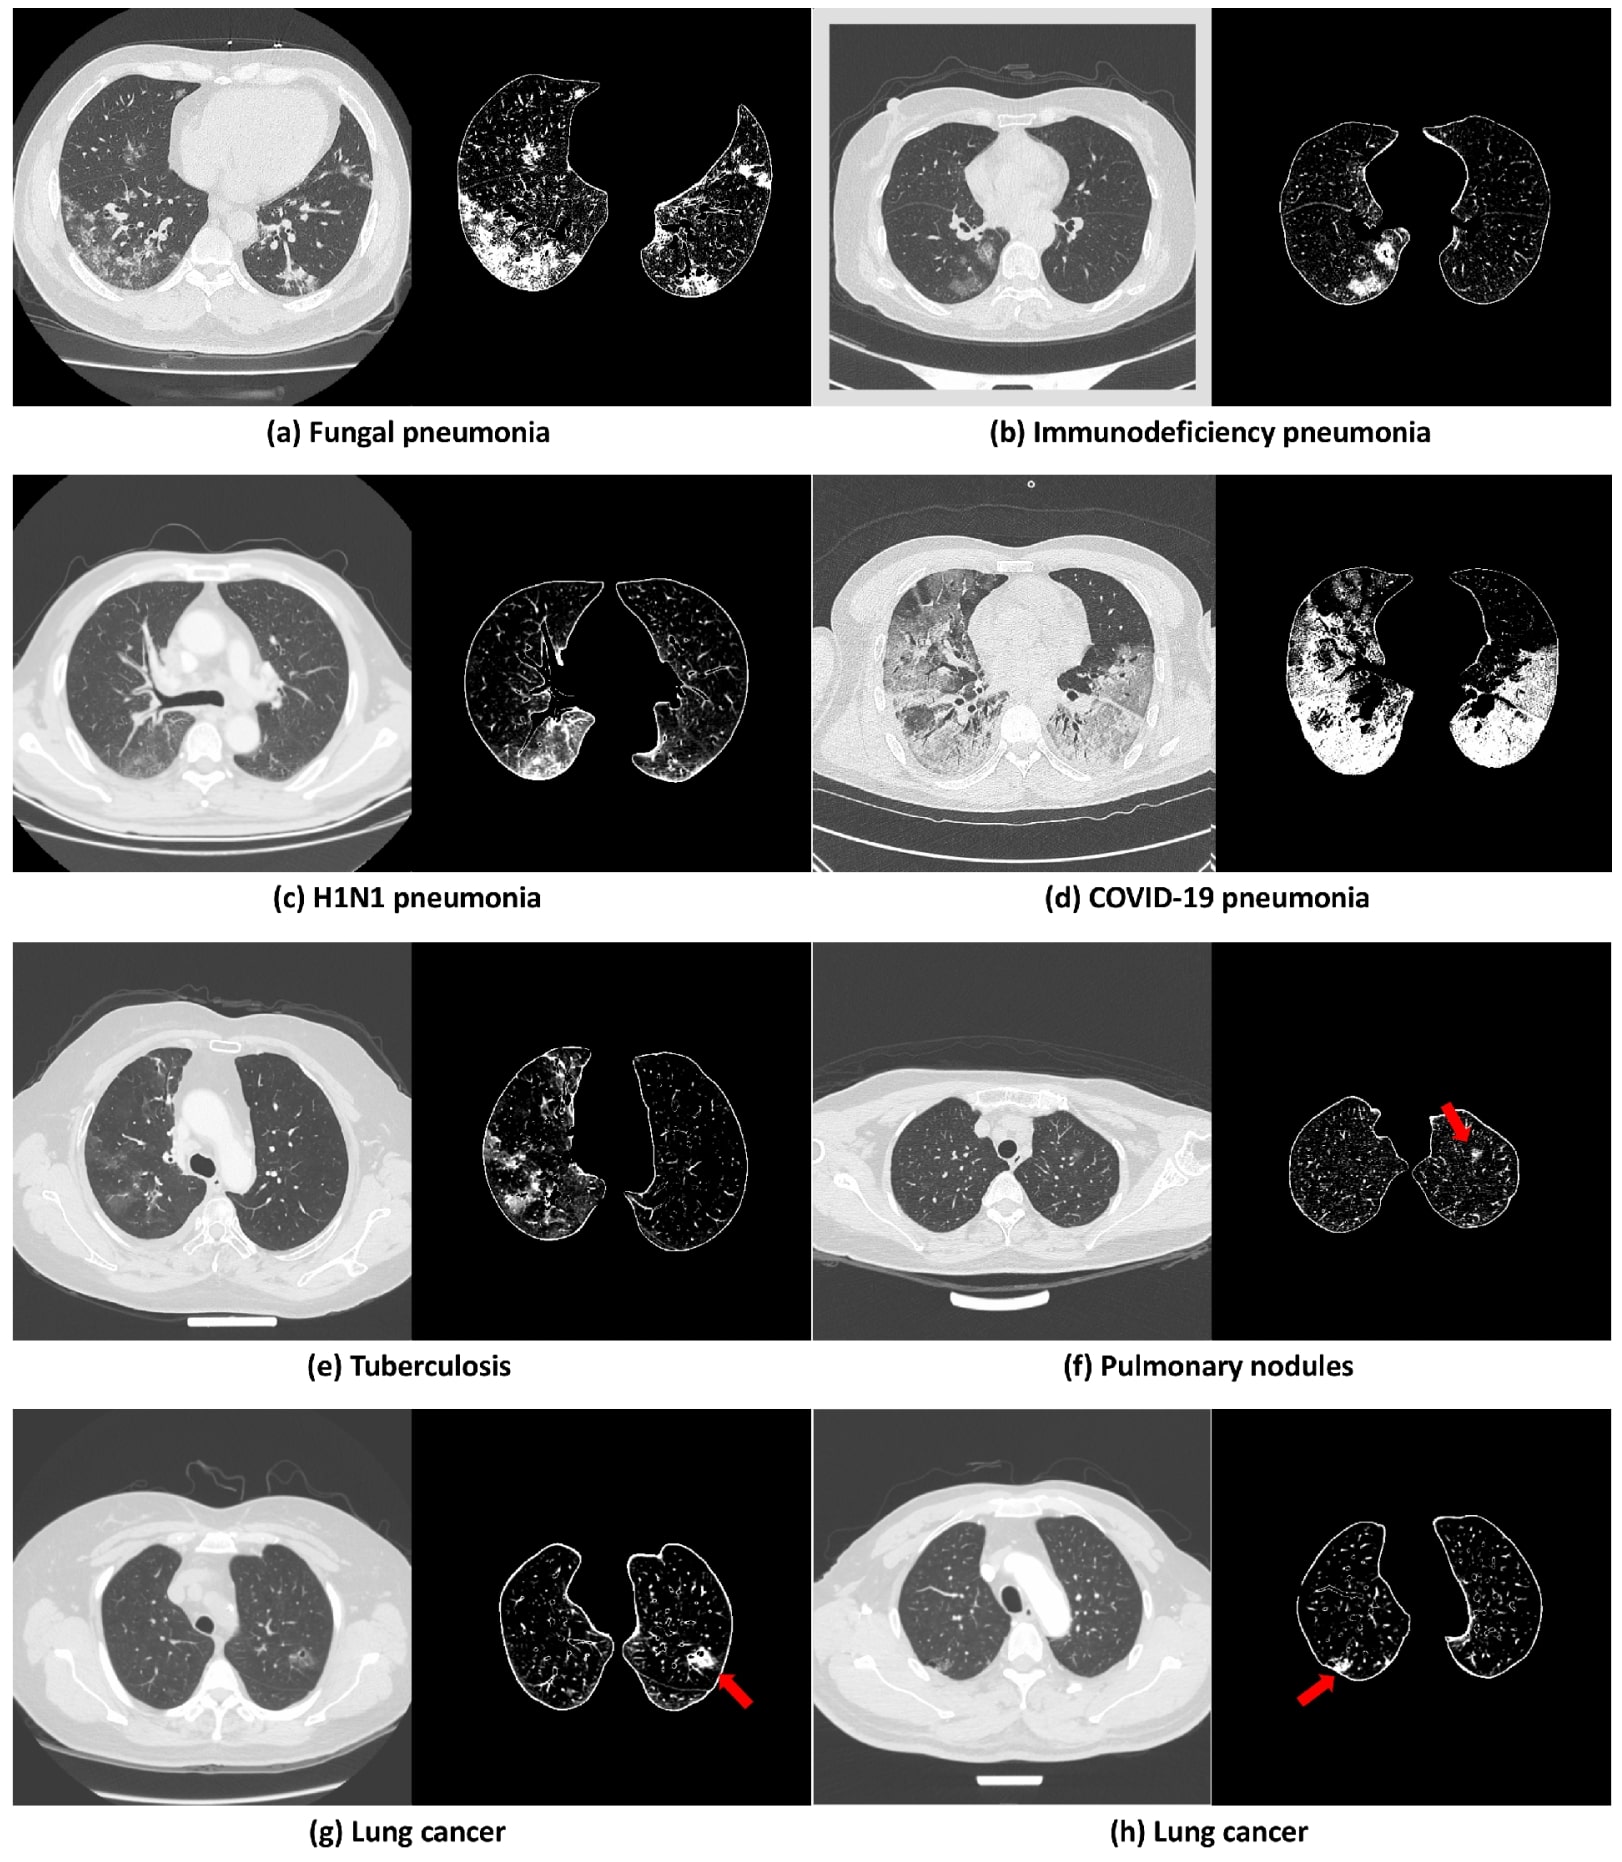 (a) Fungal pneumonia
(b) Immunodeficiency pneumonia
(c) H1N1 pneumonia
(d) COVID-19 pneumonia
(e) Tuberculosis
(f) Pulmonary nodules
(g) Lung cancer
(h) Lung cancer